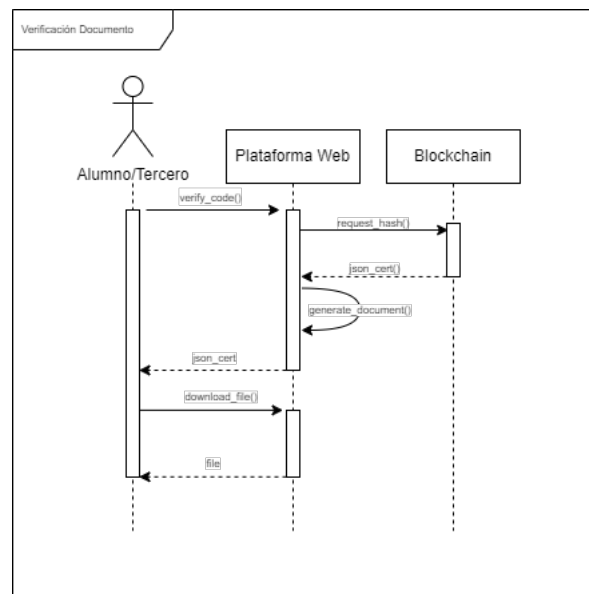 Verificación Documento
Alumno/Tercero
Plataforma Web
Blockchain
verify_code()
request_hash()
json_cert()
generate_document()
json_cert
download_file()
file